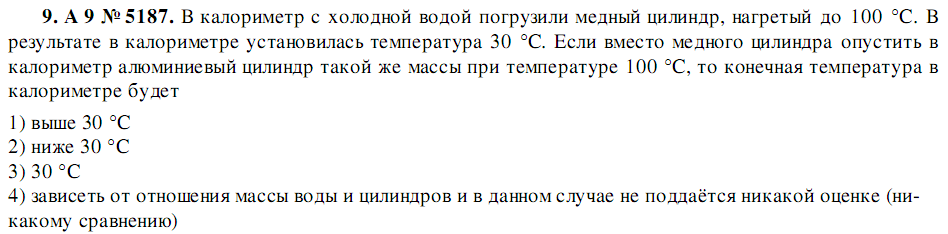 9. А 9 № 5187. В калориметр с холодной водой погрузили медный цилиндр, нагретый до 100 °С. В
результате в калориметре установилась температура 30 °С. Если вместо медного цилиндра опустить в
калориметр алюминиевый цилиндр такой же массы при температуре 100 °С, то конечная температура в
калориметре будет
1) выше 30 °С
2) ниже 30 °С
3) 30 °С
4) зависеть от отношения массы воды и цилиндров и в данном случае не поддаётся никакой оценке (ни-
какому сравнению)